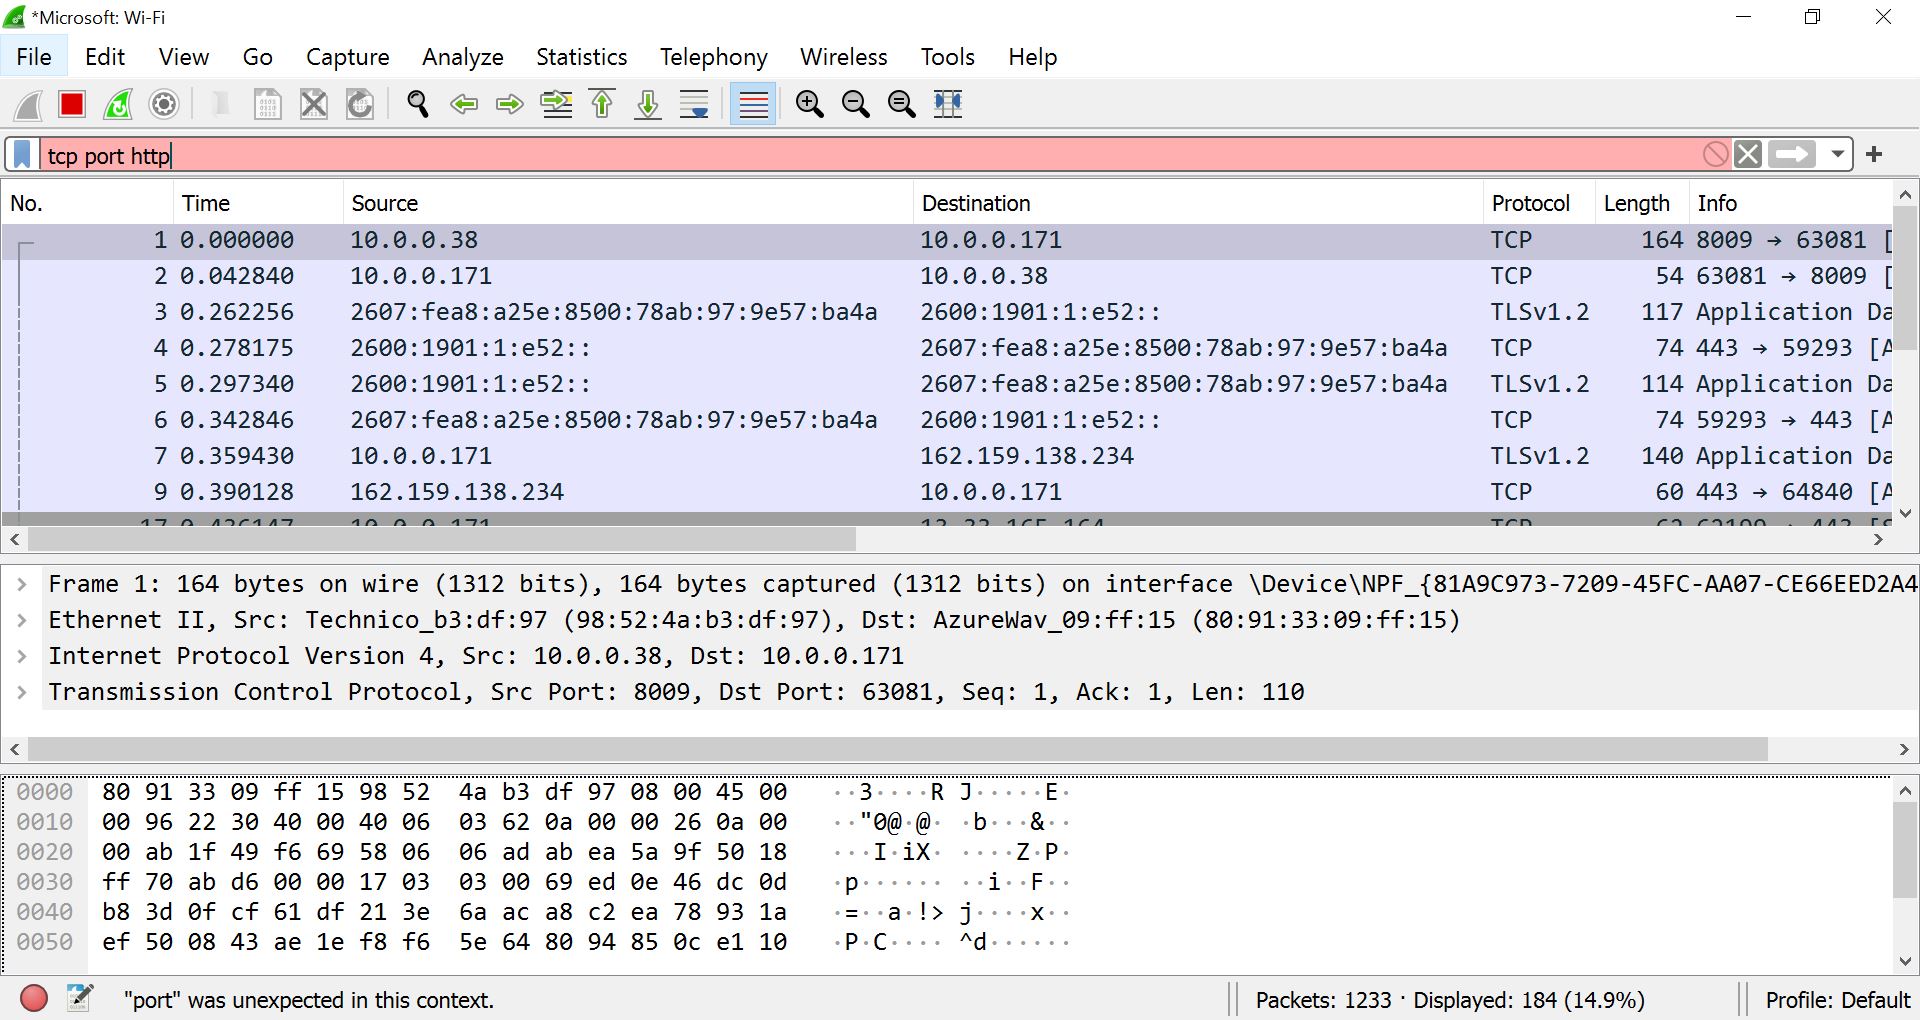 *Microsoft: Wi-Fi
File Edit View Go Capture Analyze Statistics Telephony Wireless Tools Help
tcp port http
No. Time Source Destination Protocol Length Info
1 0.000000 10.0.0.38 10.0.0.171 TCP 164 8009 → 63081 [
2 0.042840 10.0.0.171 10.0.0.38 TCP 54 63081 → 8009 [
3 0.262256 2607:fea8:a25e:8500:78ab:97:9e57:ba4a 2600:1901:1:e52:: TLSv1.2 117 Application Da
4 0.278175 2600:1901:1:e52:: 2607:fea8:a25e:8500:78ab:97:9e57:ba4a TCP 74 443 → 59293 [A
5 0.297340 2600:1901:1:e52:: 2607:fea8:a25e:8500:78ab:97:9e57:ba4a TLSv1.2 114 Application Da
6 0.342846 2607:fea8:a25e:8500:78ab:97:9e57:ba4a 2600:1901:1:e52:: TCP 74 59293 → 443 [A
7 0.359430 10.0.0.171 162.159.138.234 TLSv1.2 140 Application Da
9 0.390128 162.159.138.234 10.0.0.171 TCP 60 443 → 64840 [A
Frame 1: 164 bytes on wire (1312 bits), 164 bytes captured (1312 bits) on interface \Device\NPF_{81A9C973-7209-45FC-AA07-CE66EED2A4
Ethernet II, Src: Technico_b3:df:97 (98:52:4a:b3:df:97), Dst: AzureWav_09:ff:15 (80:91:33:09:ff:15)
Internet Protocol Version 4, Src: 10.0.0.38, Dst: 10.0.0.171
Transmission Control Protocol, Src Port: 8009, Dst Port: 63081, Seq: 1, Ack: 1, Len: 110
0000 80 91 33 09 ff 15 98 52 4a b3 df 97 08 00 45 00 ··3····R J·····E·
0010 00 96 22 30 40 00 40 06 03 62 0a 00 00 26 0a 00 ··"0@·@· ·b···&··
0020 00 ab 1f 49 f6 69 58 06 06 ad ab ea 5a 9f 50 18 ···I·iX· ····Z·P·
0030 ff 70 ab d6 00 00 17 03 03 00 69 ed 0e 46 dc 0d ·p······ ··i··F··
0040 b8 3d 0f cf 61 df 21 3e 6a ac a8 c2 ea 78 93 1a ·=··a·!> j····x··
0050 ef 50 08 43 ae 1e f8 f6 5e 64 80 94 85 0c e1 10 ·P·C···· ^d······
"port" was unexpected in this context. Packets: 1233 · Displayed: 184 (14.9%) Profile: Default